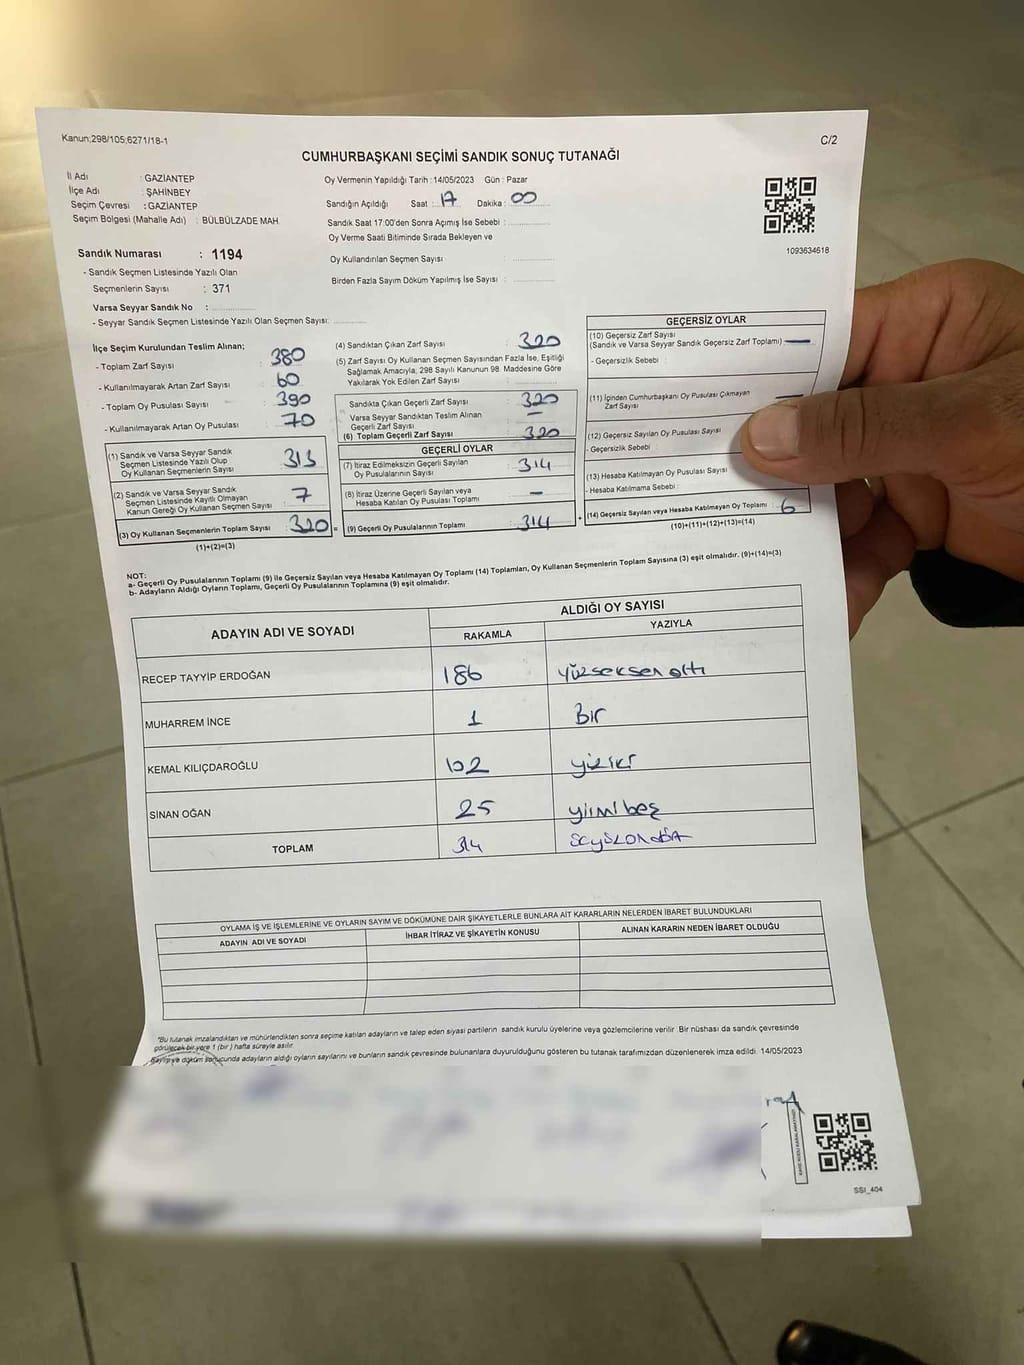 Kanun;298/105;6271/18-1
C/2
CUMHURBAŞKANI SEÇİMİ SANDIK SONUÇ TUTANAĞI
İl Adı : GAZİANTEP
İlçe Adı : ŞAHİNBEY
Seçim Çevresi : GAZİANTEP
Seçim Bölgesi (Mahalle Adı) : BÜLBÜLZADE MAH.
Sandık Numarası : 1194
- Sandık Seçmen Listesinde Yazılı Olan
Seçmenlerin Sayısı : 371
Varsa Seyyar Sandık No :
- Seyyar Sandık Seçmen Listesinde Yazılı Olan Seçmen Sayısı:
Oy Vermenin Yapıldığı Tarih : 14/05/2023 Gün : Pazar
Sandığın Açıldığı Saat : 17 Dakika : 00
Sandık Saat 17:00'den Sonra Açımış İse Sebebi :
Oy Verme Saati Bitiminde Sırada Bekleyen ve
Oy Kullandırılan Seçmen Sayısı :
Birden Fazla Sayım Döküm Yapılmış İse Sayısı :
1093634618
İlçe Seçim Kurulundan Teslim Alınan;
- Toplam Zarf Sayısı : 380
- Kullanılmayarak Artan Zarf Sayısı : 60
- Toplam Oy Pusulası Sayısı : 390
- Kullanılmayarak Artan Oy Pusulası : 70
(1) Sandık ve Varsa Seyyar Sandık
Seçmen Listesinde Yazılı Olup
Oy Kullanan Seçmenlerin Sayısı : 313
(2) Sandık ve Varsa Seyyar Sandık
Seçmen Listesinde Kayıtlı Olmayan
Kanun Gereği Oy Kullanan Seçmen Sayısı : 7
(3) Oy Kullanan Seçmenlerin Toplam Sayısı : 320
(1)+(2)=(3)
(4) Sandıktan Çıkan Zarf Sayısı : 320
(5) Zarf Sayısı Oy Kullanan Seçmen Sayısından Fazla İse, Eşitliği
Sağlamak Amacıyla, 298 Sayılı Kanunun 98. Maddesine Göre
Yakılarak Yok Edilen Zarf Sayısı :
Sandıkta Çıkan Geçerli Zarf Sayısı : 320
Varsa Seyyar Sandıktan Teslim Alınan
Geçerli Zarf Sayısı : —
(6) Toplam Geçerli Zarf Sayısı : 320
GEÇERLİ OYLAR
(7) İtiraz Edilmeksizin Geçerli Sayılan
Oy Pusulalarının Sayısı : 314
(8) İtiraz Üzerine Geçerli Sayılan veya
Hesaba Katılan Oy Pusulası Toplamı : —
= (9) Geçerli Oy Pusulalarının Toplamı : 314
GEÇERSİZ OYLAR
(10) Geçersiz Zarf Sayısı
(Sandık ve Varsa Seyyar Sandık Geçersiz Zarf Toplamı) —
- Geçersizlik Sebebi :
(11) İçinden Cumhurbaşkanı Oy Pusulası Çıkmayan
Zarf Sayısı : —
(12) Geçersiz Sayılan Oy Pusulası Sayısı
- Geçersizlik Sebebi :
(13) Hesaba Katılmayan Oy Pusulası Sayısı
- Hesaba Katılmama Sebebi :
+ (14) Geçersiz Sayılan veya Hesaba Katılmayan Oy Toplamı : 6
(10)+(11)+(12)+(13)=(14)
NOT:
a- Geçerli Oy Pusulalarının Toplamı (9) ile Geçersiz Sayılan veya Hesaba Katılmayan Oy Toplamı (14) Toplamları, Oy Kullanan Seçmenlerin Toplam Sayısına (3) eşit olmalıdır. (9)+(14)=(3)
b- Adayların Aldığı Oyların Toplamı, Geçerli Oy Pusulalarının Toplamına (9) eşit olmalıdır.
ADAYIN ADI VE SOYADI
ALDIĞI OY SAYISI
RAKAMLA YAZIYLA
RECEP TAYYİP ERDOĞAN 186 Yüzseksen altı
MUHARREM İNCE 1 Bir
KEMAL KILIÇDAROĞLU 102 yüziki
SİNAN OĞAN 25 yirmi beş
TOPLAM 314
OYLAMA İŞ VE İŞLEMLERİNE VE OYLARIN SAYIM VE DÖKÜMÜNE DAİR ŞİKAYETLERLE BUNLARA AİT KARARLARIN NELERDEN İBARET BULUNDUKLARI
ADAYIN ADI VE SOYADI İHBAR İTİRAZ VE ŞİKAYETİN KONUSU ALINAN KARARIN NEDEN İBARET OLDUĞU
"Bu tutanak imzalandıktan ve mühürlendikten sonra seçime katılan adayların ve talep eden siyasi partilerin sandık kurulu üyelerine veya gözlemcilerine verilir .Bir nüshası da sandık çevresinde
görülecek bir yere 1 (bir ) hafta süreyle asılır.
Sayım ve döküm sonucunda adayların aldığı oyların sayılarını ve bunların sandık çevresinde bulunanlara duyurulduğunu gösteren bu tutanak tarafımızdan düzenlenerek imza edildi. 14/05/2023
SSI_404